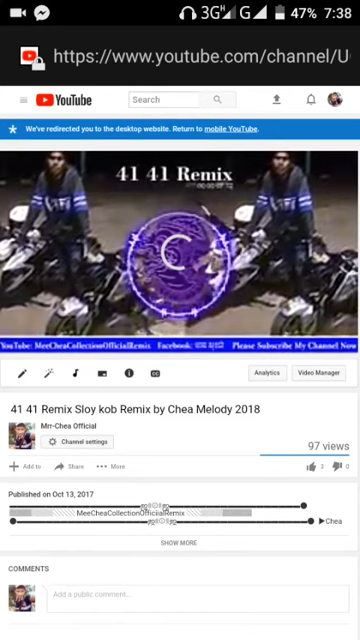 3G G 47% 7:38
https://www.youtube.com/channel/U
YouTube Search
We've redirected you to the desktop website. Return to mobile YouTube.
41 41 Remix
YouTube: MeeCheaCollectionOfficialRemix Facebook: Please Subscribe My Channel Now
Analytics Video Manager
41 41 Remix Sloy kob Remix by Chea Melody 2018
Mrr-Chea Official
Channel settings
97 views
Add to Share More 3 0
Published on Oct 13, 2017
MeeCheaCollectionOfficialRemix
Chea
SHOW MORE
COMMENTS
Add a public comment...